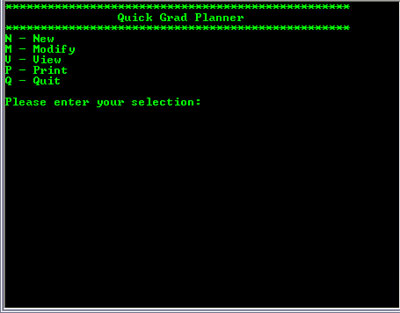 *************************************************
Quick Grad Planner
*************************************************
N - New
M - Modify
V - View
P - Print
Q - Quit
Please enter your selection: